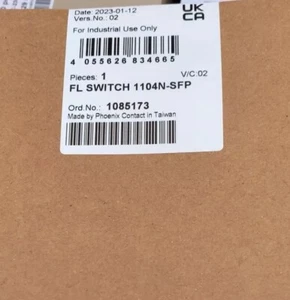 Date: 2023-01-12
Vers.No.: 02
UK
CA
For Industrial Use Only
4 055626 834665
Pieces: 1
V/C:02
FL SWITCH 1104N-SFP
Ord.No.: 1085173
Made by Phoenix Contact in Taiwan